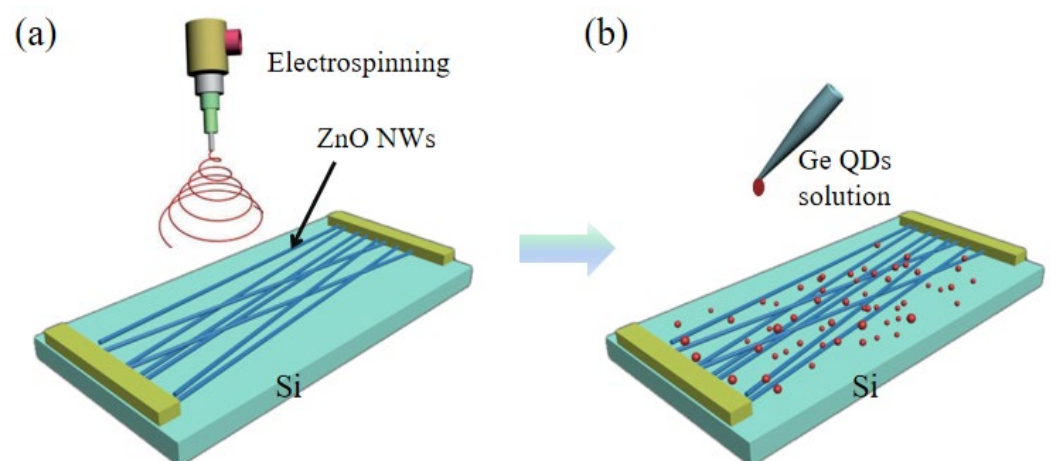 (a)
Electrospinning
ZnO NWs
Si
(b)
Ge QDs
solution
Si